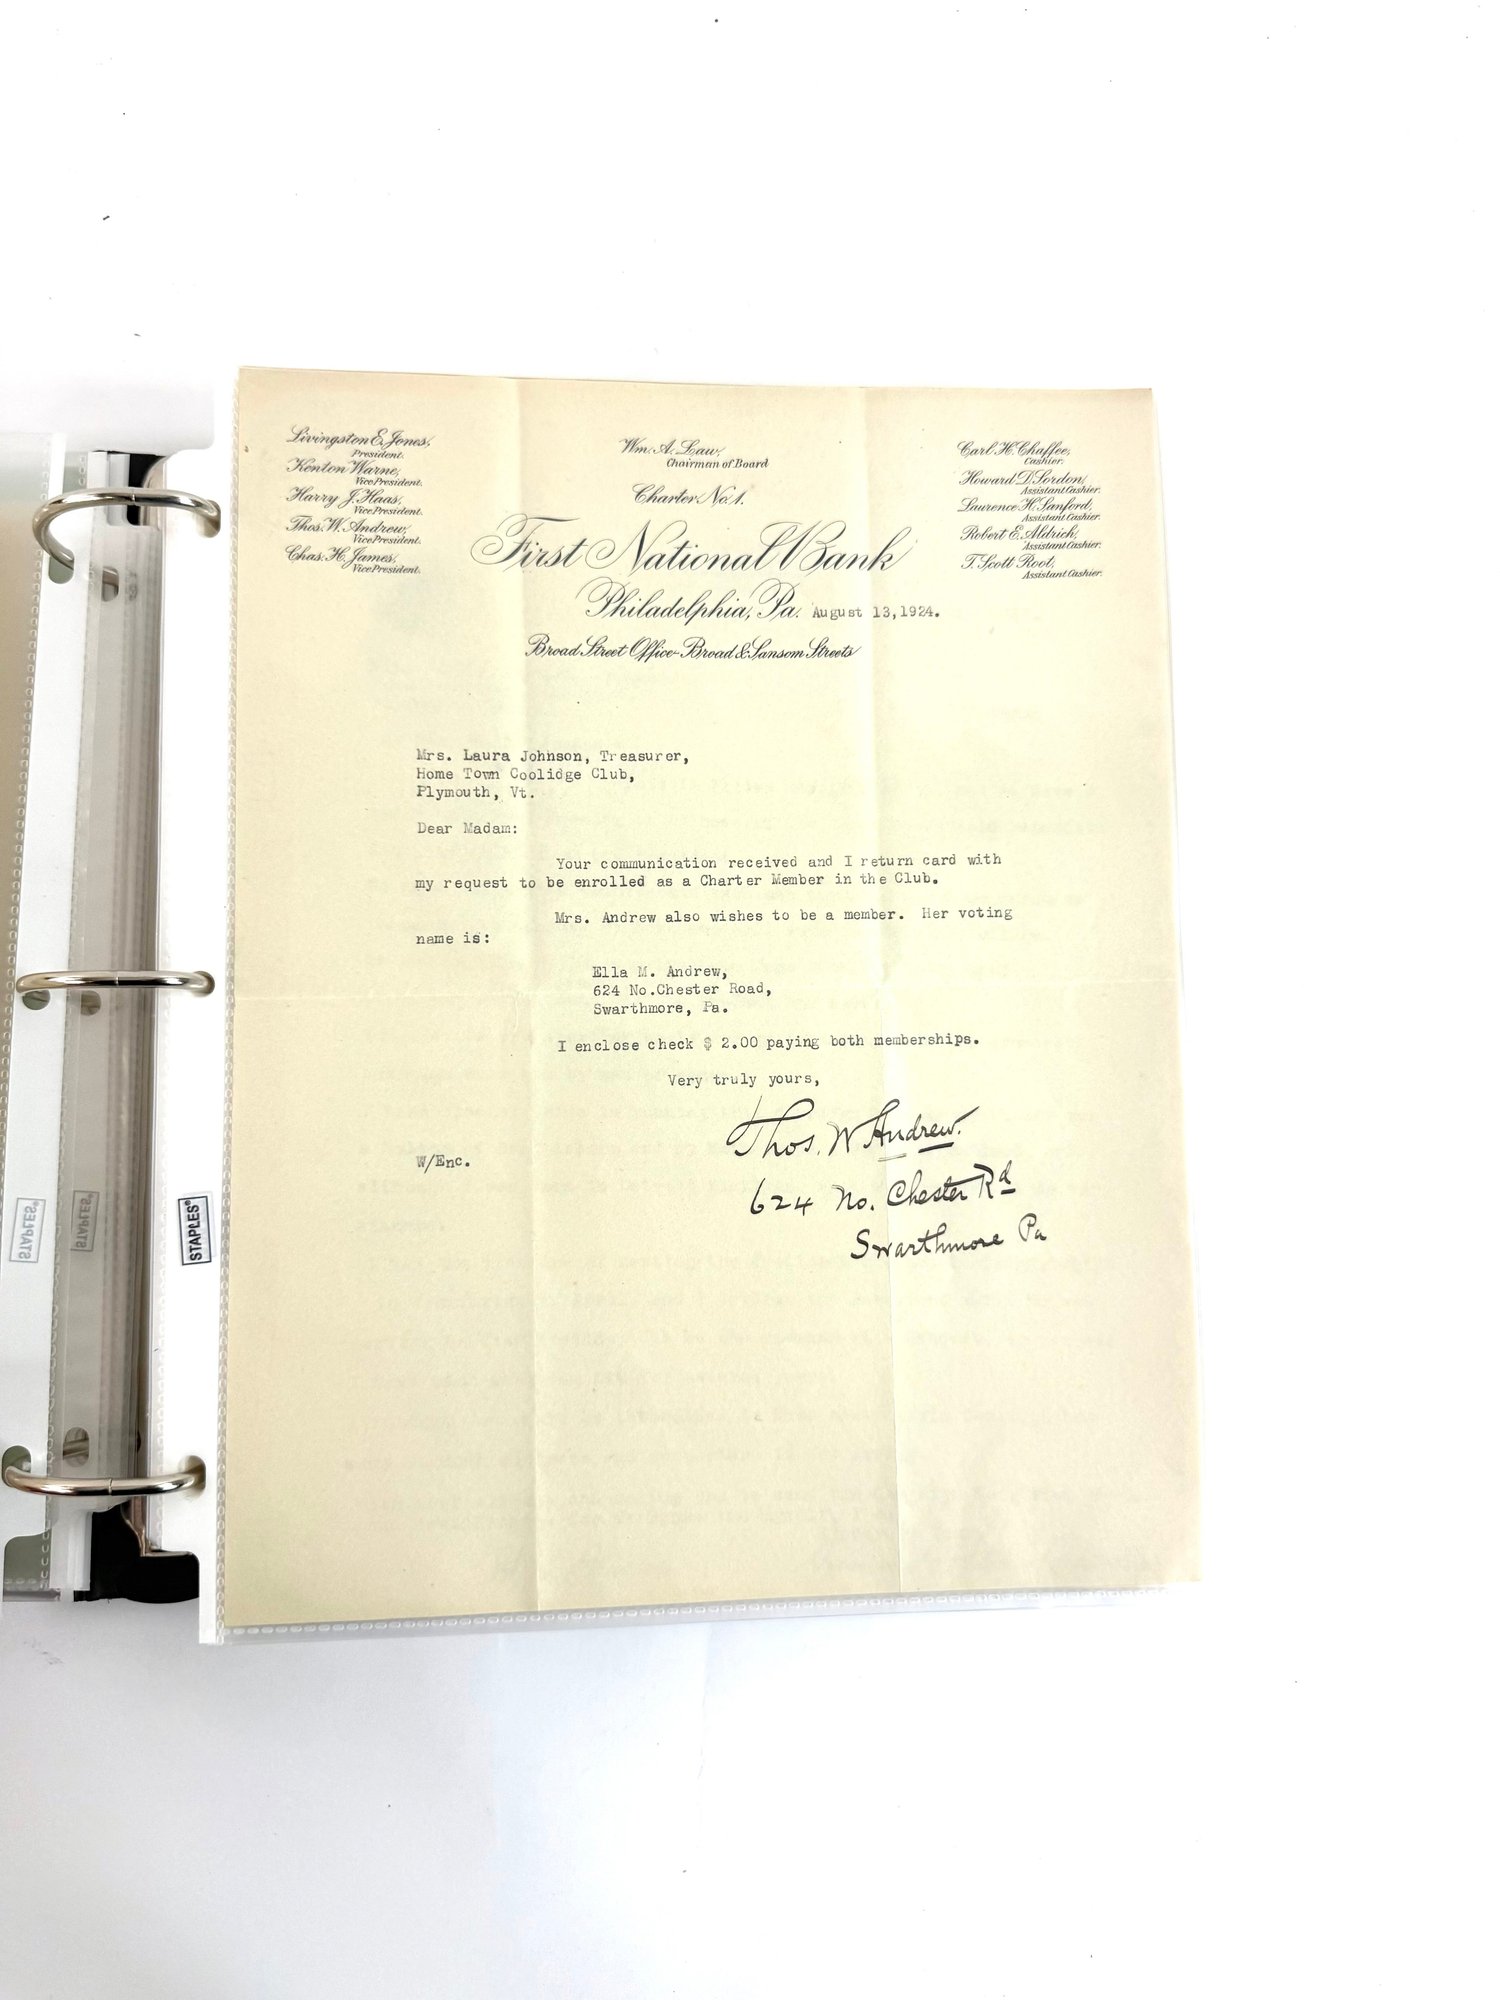 Livingston E. Jones,
President.
Kenton Warne,
Vice President.
Harry J. Haas,
Vice President.
Thos. W. Andrew,
Vice President.
Chas. H. James,
Vice President.
Wm. A. Law,
Chairman of Board
Charter No. 1.
First National Bank
Philadelphia, Pa. August 13,1924.
Broad Street Office-Broad & Sansom Streets
Carl H. Chaffee,
Cashier.
Howard D. Sordon,
Assistant Cashier.
Laurence H. Sanford,
Assistant Cashier.
Robert E. Aldrich,
Assistant Cashier.
T. Scott Root,
Assistant Cashier.
Mrs. Laura Johnson, Treasurer,
Home Town Coolidge Club,
Plymouth, Vt.
Dear Madam:
Your communication received and I return card with
my request to be enrolled as a Charter Member in the Club.
Mrs. Andrew also wishes to be a member. Her voting
name is:
Ella M. Andrew,
624 No.Chester Road,
Swarthmore, Pa.
I enclose check $ 2.00 paying both memberships.
Very truly yours,
Thos. W Andrew.
W/Enc.
624 No. Chester Rd
Swarthmore Pa
STAPLES®
STAPLES®
STAPLES®